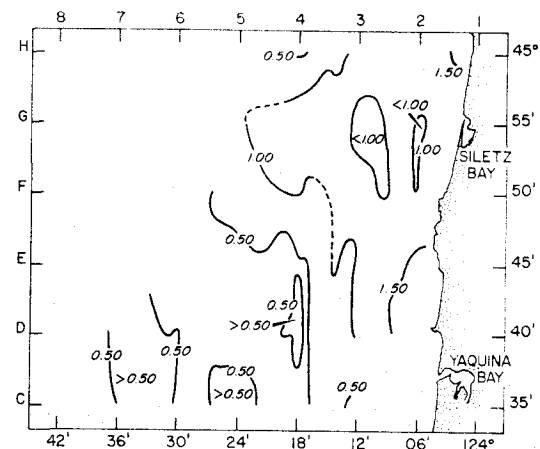 8 7 6 5 4 3 2 1
H 0.50 1.50 45°
G <1.00 <1.00 1.00 55'
1.00 SILETZ
BAY
F 50'
0.50
E 45'
0.50 1.50
D >0.50 40'
0.50 0.50 YAQUINA
BAY
>0.50 0.50 >0.50 0.50
C 35'
42' 36' 30' 24' 18' 12' 06' 124°